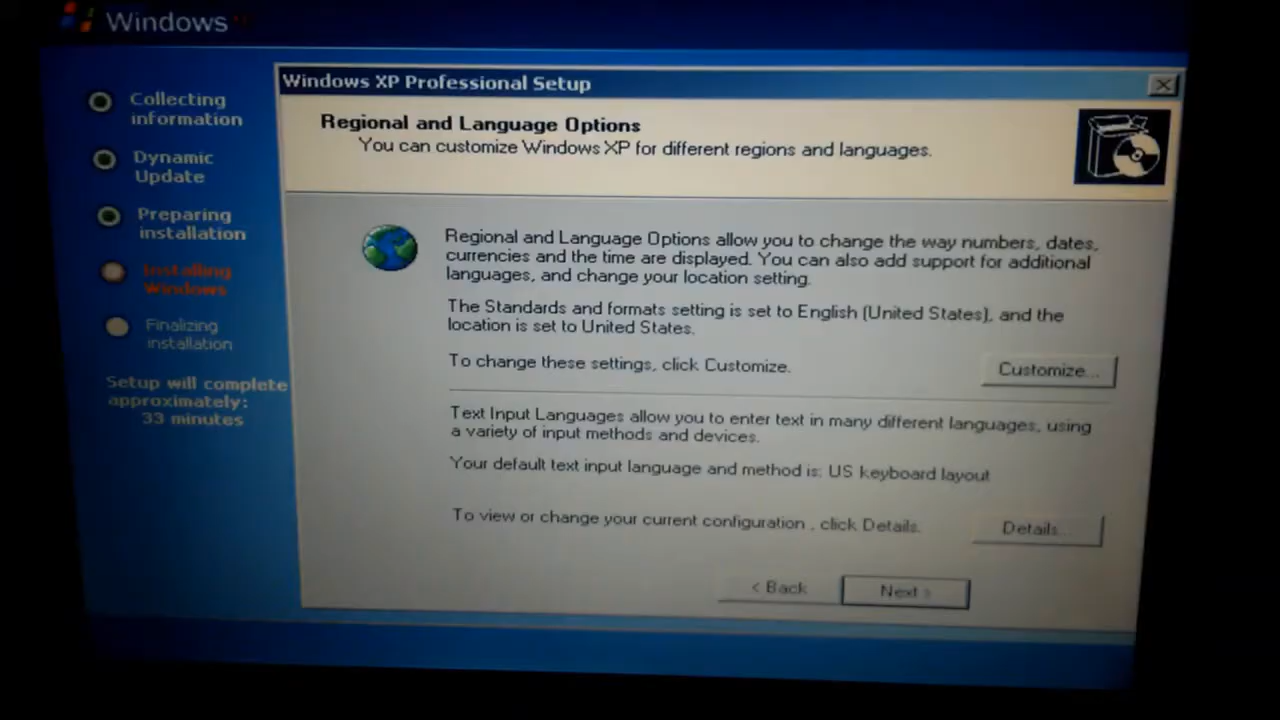 Windows
Collecting
information
Dynamic
Update
Preparing
installation
Installing
Windows
Finalizing
installation
Setup will complete
approximately:
33 minutes
Windows XP Professional Setup
Regional and Language Options
You can customize Windows XP for different regions and languages.
Regional and Language Options allow you to change the way numbers, dates,
currencies and the time are displayed. You can also add support for additional
languages, and change your location setting.
The Standards and formats setting is set to English (United States), and the
location is set to United States.
To change these settings, click Customize.
Customize...
Text Input Languages allow you to enter text in many different languages, using
a variety of input methods and devices.
Your default text input language and method is: US keyboard layout
To view or change your current configuration , click Details.
Details...
< Back
Next >